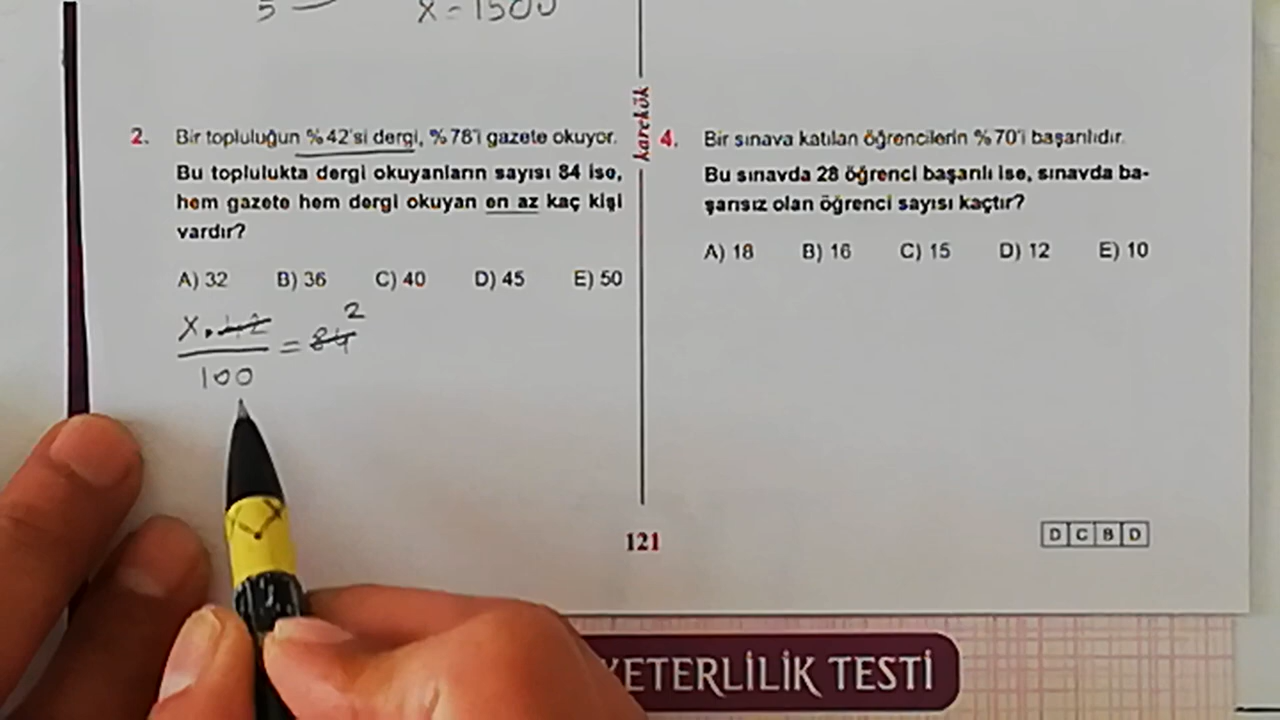 x = 1500
5
2. Bir topluluğun %42'si dergi, %78'i gazete okuyor.
Bu toplulukta dergi okuyanların sayısı 84 ise,
hem gazete hem dergi okuyan en az kaç kişi
vardır?
A) 32 B) 36 C) 40 D) 45 E) 50
x.42
100
= 84 2
karekök
4. Bir sınava katılan öğrencilerin %70'i başarılıdır.
Bu sınavda 28 öğrenci başarılı ise, sınavda ba-
şarısız olan öğrenci sayısı kaçtır?
A) 18 B) 16 C) 15 D) 12 E) 10
121
D C B D
YETERLİLİK TESTİ